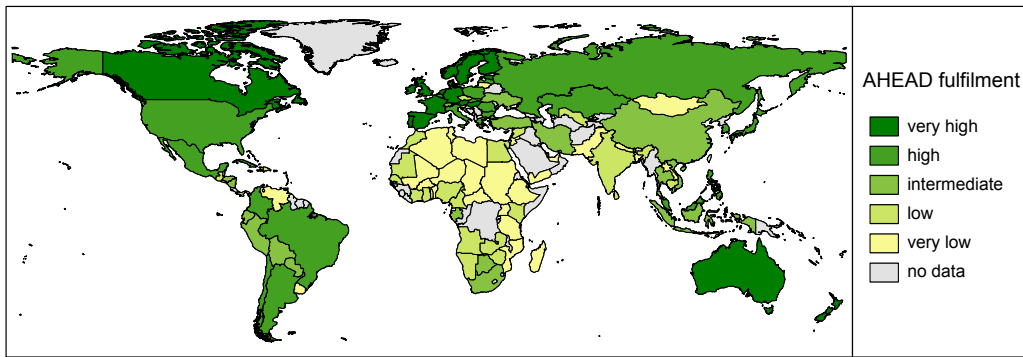 AHEAD fulfilment
very high
high
intermediate
low
very low
no data